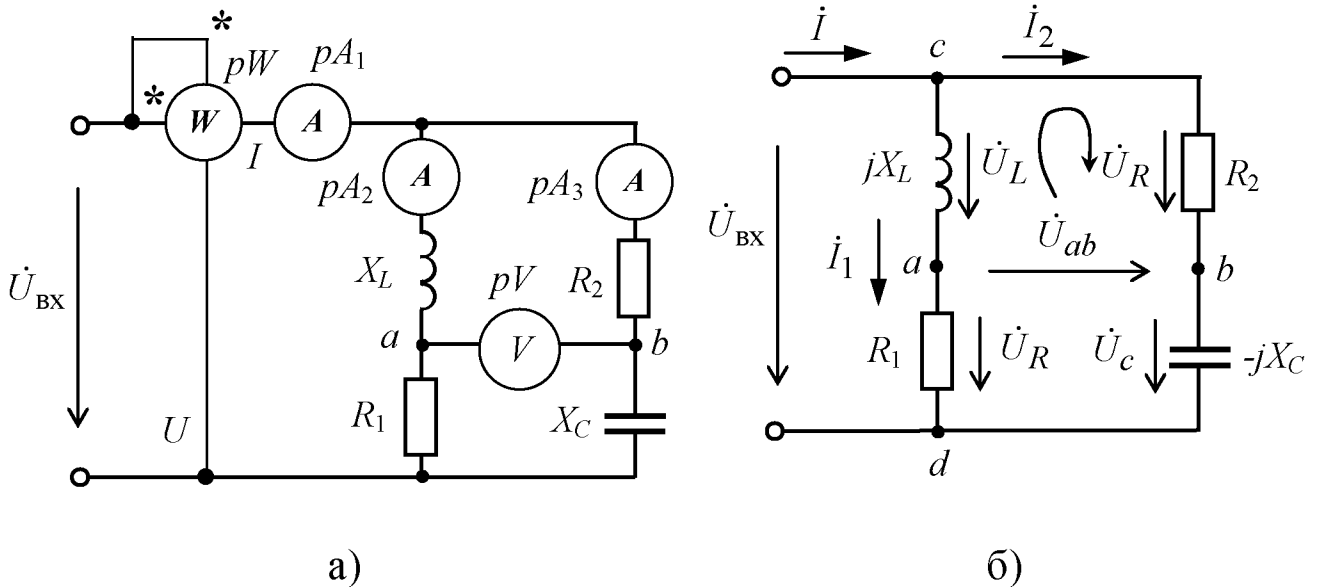 *
pW
pA₁
*
W
A
I
pA₂
A
pA₃
A
U̇вх
X_L
pV
R₂
a
V
b
R₁
X_C
U
а)
İ
c
İ₂
jX_L
U̇_L
U̇_R
R₂
U̇вх
İ₁
a
U̇_ab
b
R₁
U̇_R
U̇_c
-jX_C
d
б)